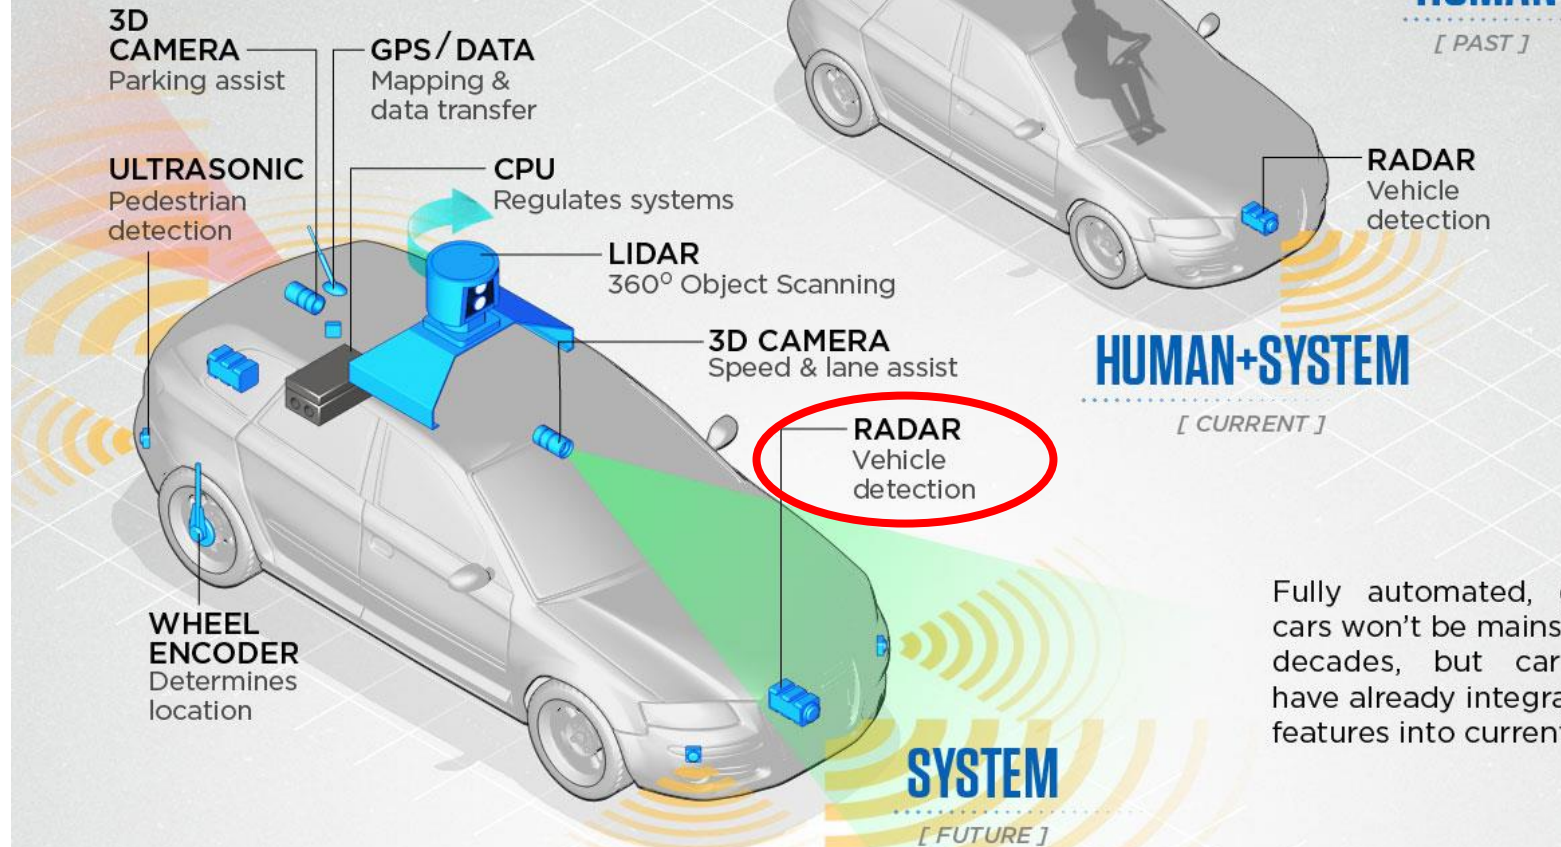 3D
CAMERA
Parking assist
GPS/DATA
Mapping &
data transfer
ULTRASONIC
Pedestrian
detection
CPU
Regulates systems
LIDAR
360⁰ Object Scanning
3D CAMERA
Speed & lane assist
RADAR
Vehicle
detection
WHEEL
ENCODER
Determines
location
SYSTEM
[ FUTURE ]
[ PAST ]
RADAR
Vehicle
detection
HUMAN+SYSTEM
[ CURRENT ]
Fully automated,
cars won't be mains
decades, but car
have already integra
features into current